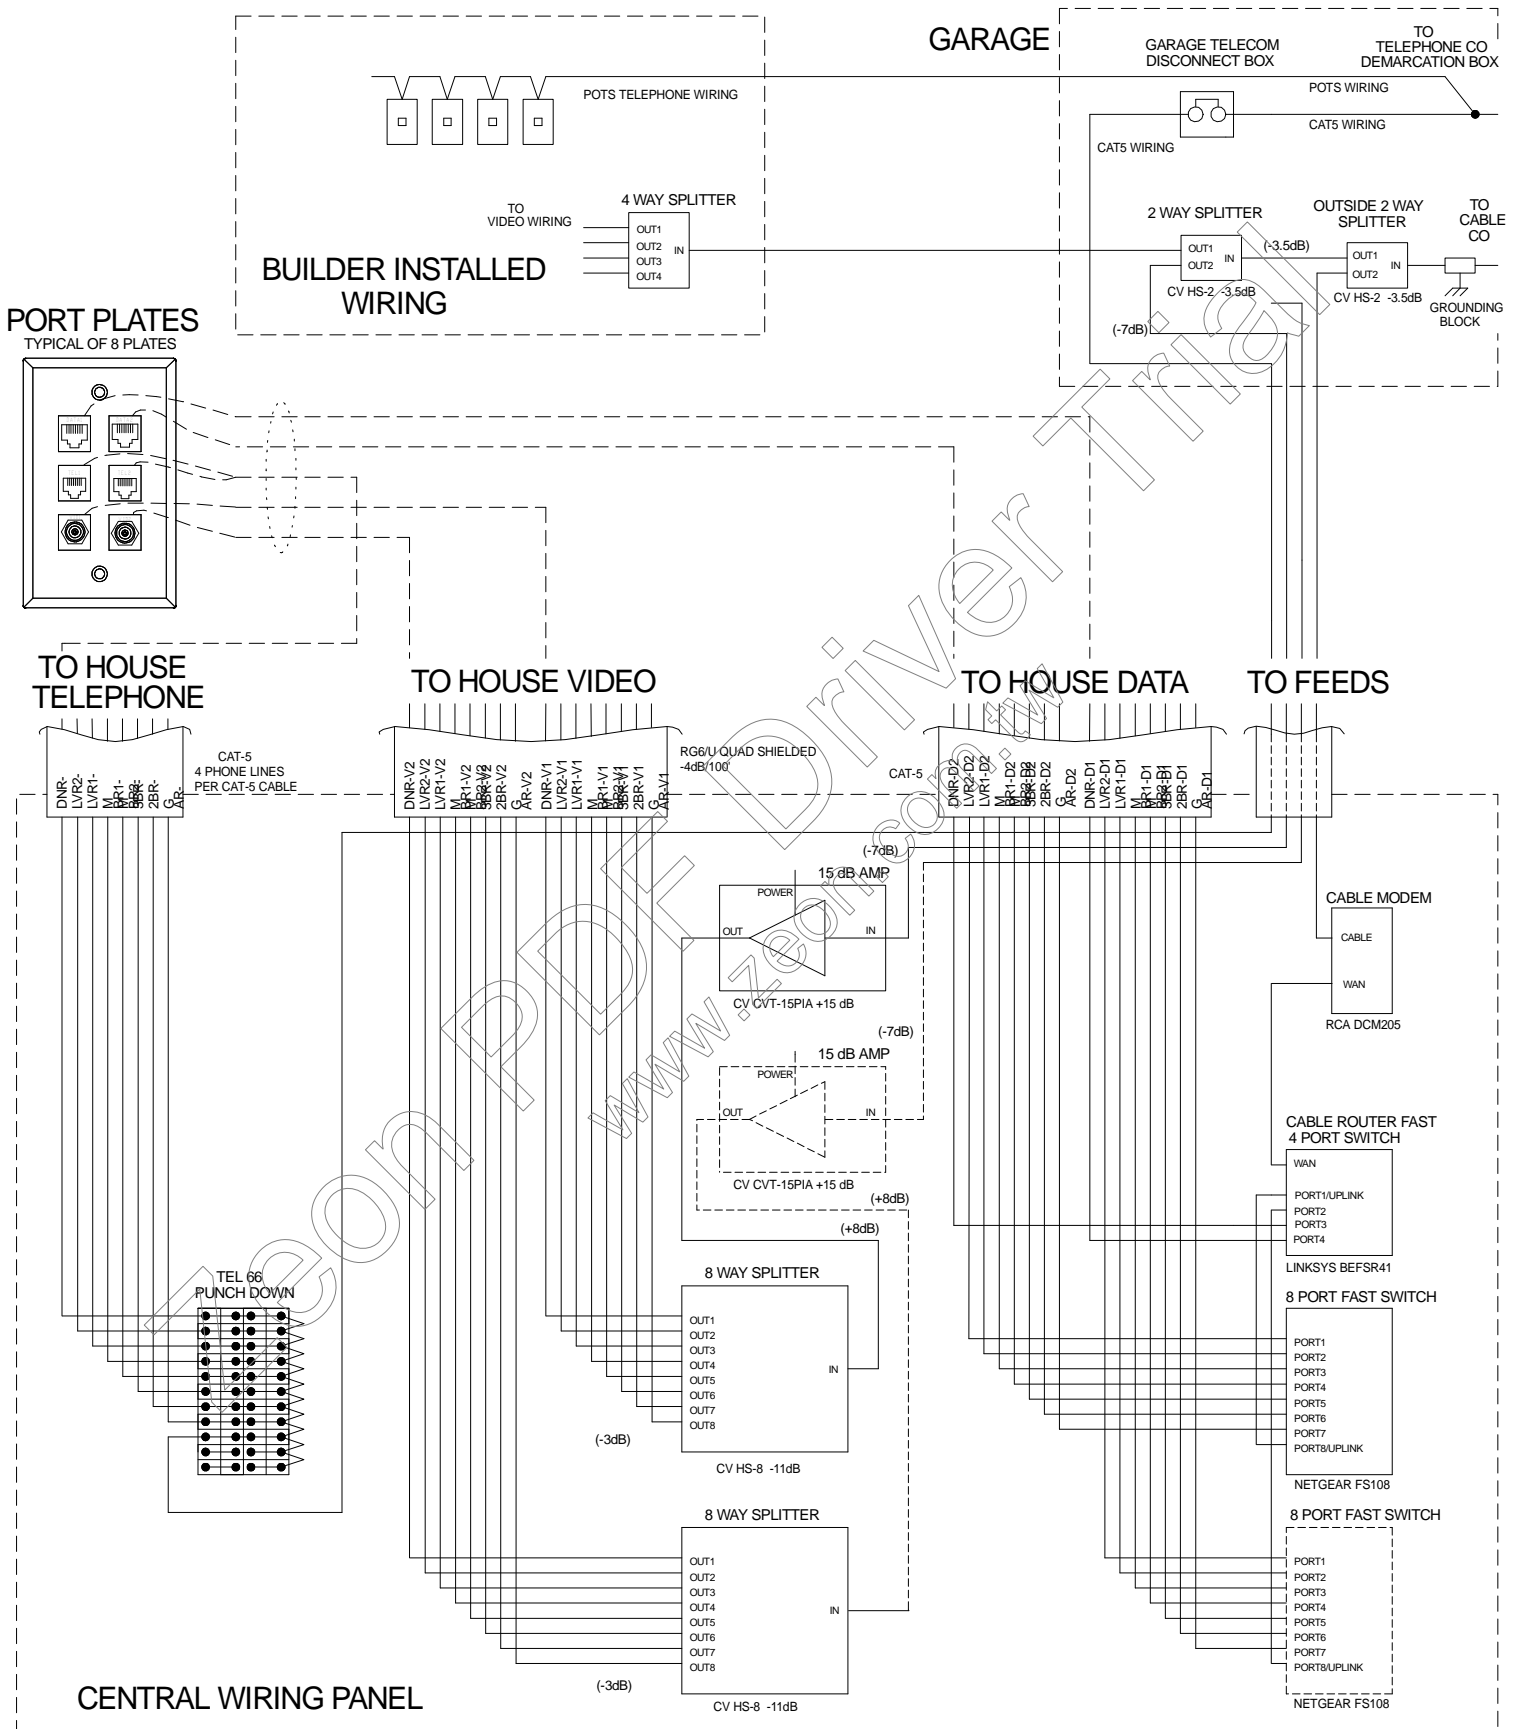 GARAGE
GARAGE TELECOM
DISCONNECT BOX
TO
TELEPHONE CO
DEMARCATION BOX
POTS TELEPHONE WIRING
POTS WIRING
CAT5 WIRING
CAT5 WIRING
4 WAY SPLITTER
TO
VIDEO WIRING
OUT1
OUT2
OUT3
OUT4
IN
BUILDER INSTALLED
WIRING
2 WAY SPLITTER
OUT1
OUT2
IN
CV HS-2 -3.5dB
(-3.5dB)
(-7dB)
OUTSIDE 2 WAY
SPLITTER
OUT1
OUT2
IN
CV HS-2 -3.5dB
TO
CABLE
CO
GROUNDING
BLOCK
PORT PLATES
TYPICAL OF 8 PLATES
TO HOUSE
TELEPHONE
TO HOUSE VIDEO
TO HOUSE DATA
TO FEEDS
CAT-5
4 PHONE LINES
PER CAT-5 CABLE
DNR-
LVR2-
LVR1-
M
BR1-
2BR-
G
AR-
RG6/U QUAD SHIELDED
-4dB/100'
DNR-V2
LVR2-V2
LVR1-V2
M
BR1-V2
2BR-V2
G
AR-V2
DNR-V1
LVR2-V1
LVR1-V1
M
BR1-V1
2BR-V1
G
AR-V1
CAT-5
DNR-D2
LVR2-D2
LVR1-D2
M
BR1-D2
2BR-D2
G
AR-D2
DNR-D1
LVR2-D1
LVR1-D1
M
BR1-D1
2BR-D1
G
AR-D1
(-7dB)
15 dB AMP
POWER
OUT
IN
CV CVT-15PIA +15 dB
(-7dB)
15 dB AMP
POWER
OUT
IN
CV CVT-15PIA +15 dB
(+8dB)
(+8dB)
CABLE MODEM
CABLE
WAN
RCA DCM205
CABLE ROUTER FAST
4 PORT SWITCH
WAN
PORT1/UPLINK
PORT2
PORT3
PORT4
LINKSYS BEFSR41
TEL 66
PUNCH DOWN
8 WAY SPLITTER
OUT1
OUT2
OUT3
OUT4
OUT5
OUT6
OUT7
OUT8
IN
(-3dB)
CV HS-8 -11dB
8 PORT FAST SWITCH
PORT1
PORT2
PORT3
PORT4
PORT5
PORT6
PORT7
PORT8/UPLINK
NETGEAR FS108
8 WAY SPLITTER
OUT1
OUT2
OUT3
OUT4
OUT5
OUT6
OUT7
OUT8
IN
(-3dB)
CV HS-8 -11dB
8 PORT FAST SWITCH
PORT1
PORT2
PORT3
PORT4
PORT5
PORT6
PORT7
PORT8/UPLINK
NETGEAR FS108
CENTRAL WIRING PANEL
Zeon PDF Driver Trial
www.zeon.com.tw